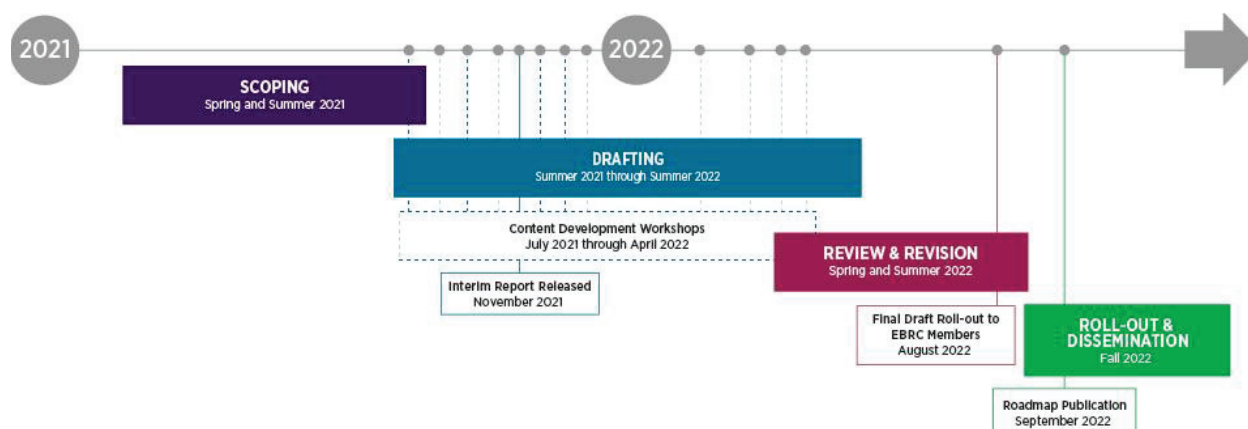 2021
2022
SCOPING
Spring and Summer 2021
DRAFTING
Summer 2021 through Summer 2022
Content Development Workshops
July 2021 through April 2022
Interim Report Released
November 2021
REVIEW & REVISION
Spring and Summer 2022
Final Draft Roll-out to
EBRC Members
August 2022
ROLL-OUT &
DISSEMINATION
Fall 2022
Roadmap Publication
September 2022